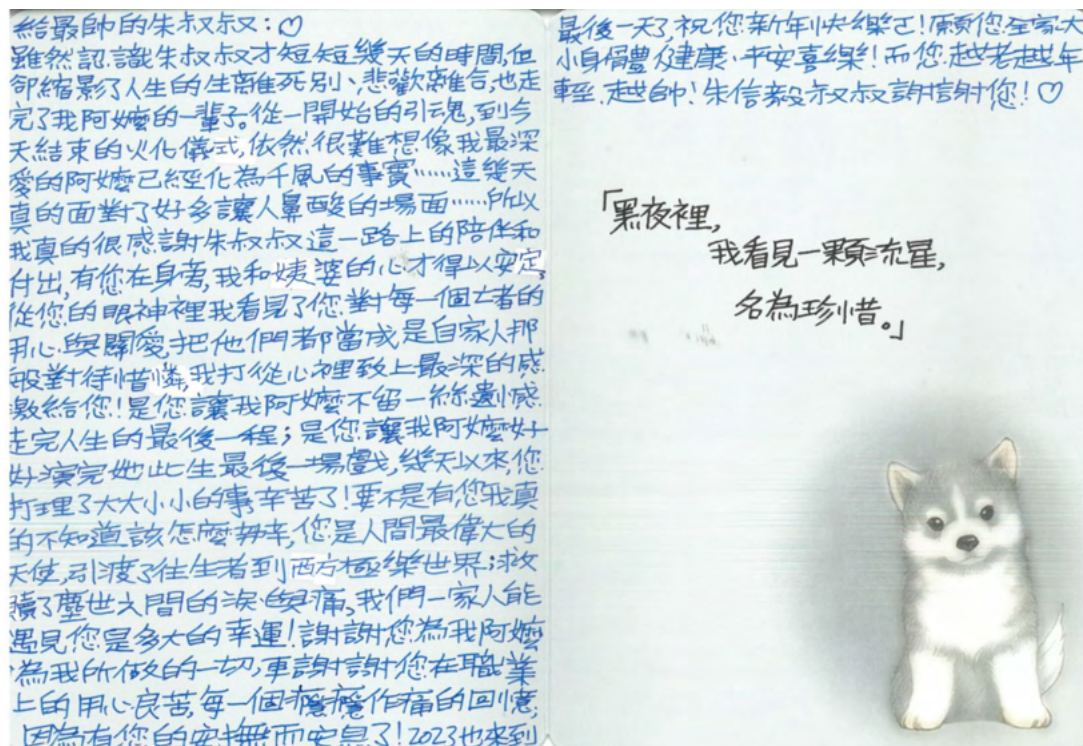 給最帥的朱叔叔:♡
雖然認識朱叔叔才短短幾天的時間,但
卻縮影了人生的生離死別、悲歡離合,也走
完了我阿嬤的一輩子。從一開始的引魂,到今
天結束的火化儀式,依然很難想像我最深
愛的阿嬤已經化為千風的事實……這幾天
真的面對了好多讓人鼻酸的場面……所以
我真的很感謝朱叔叔這一路上的陪伴和
付出,有您在身旁,我和姨婆的心才得以安定,
從您的眼神裡我看見了您對每一個亡者的
用心與關愛,把他們都當成是自家人那
般對待惜憐,我打從心裡致上最深的感
激給您!是您讓我阿嬤不留一絲遺憾
走完人生的最後一程;是您讓我阿嬤好
好演完她此生最後一場戲,幾天以來,您
打理了大大小小的事,辛苦了!要不是有您我真
的不知道該怎麼辦才好,您是人間最偉大的
天使,引渡了往生者到西方極樂世界;救
贖了塵世之間的淚與痛,我們一家人能
遇見您是多大的幸運!謝謝您為我阿嬤
為我所做的一切,更謝謝您在職業
上的用心良苦,每一個癮癮作痛的回憶,
因為有您的安撫而安息了!2023也來到
最後一天了,祝您新年快樂已!願您全家大
小身體健康、平安喜樂!而您越老越年
輕、越帥!朱信毅叔叔謝謝您!♡
「黑夜裡,
我看見一顆流星,
名為珍惜。」